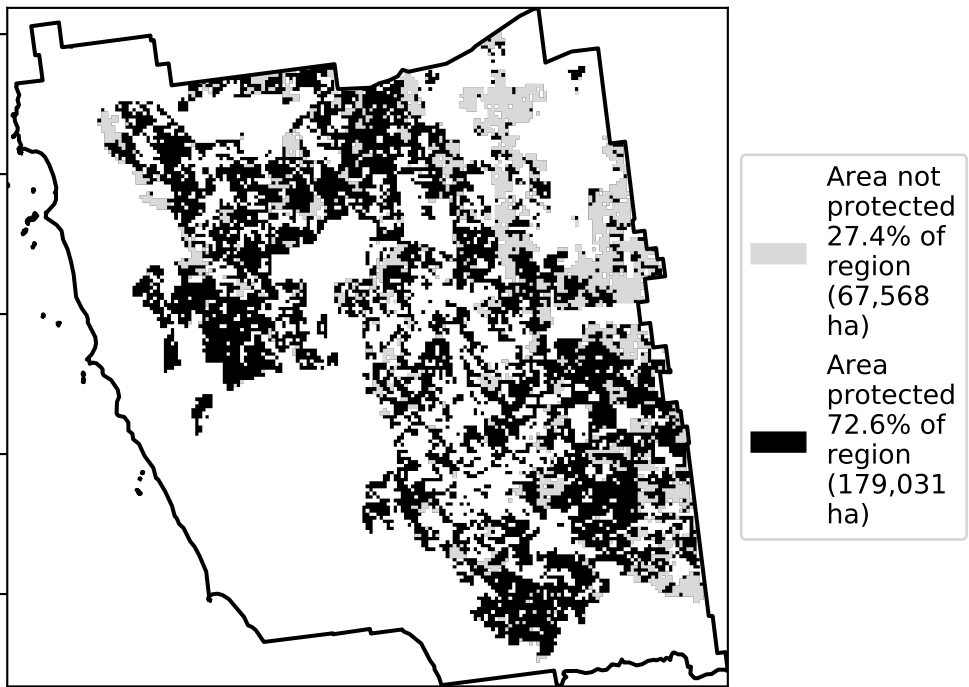 Area not
protected
27.4% of
region
(67,568
ha)
Area
protected
72.6% of
region
(179,031
ha)